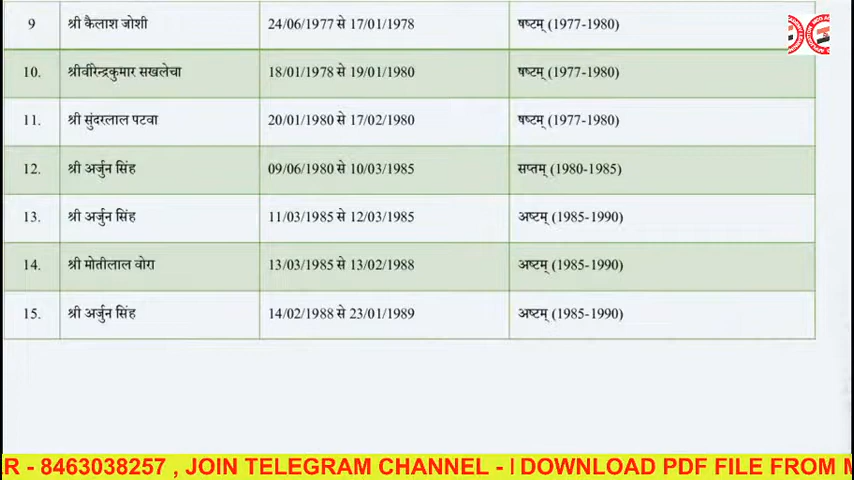 9 श्री कैलाश जोशी 24/06/1977 से 17/01/1978 षष्टम् (1977-1980)
10. श्रीवीरेन्द्रकुमार सखलेचा 18/01/1978 से 19/01/1980 षष्टम् (1977-1980)
11. श्री सुंदरलाल पटवा 20/01/1980 से 17/02/1980 षष्टम् (1977-1980)
12. श्री अर्जुन सिंह 09/06/1980 से 10/03/1985 सप्तम् (1980-1985)
13. श्री अर्जुन सिंह 11/03/1985 से 12/03/1985 अष्टम् (1985-1990)
14. श्री मोतीलाल वोरा 13/03/1985 से 13/02/1988 अष्टम् (1985-1990)
15. श्री अर्जुन सिंह 14/02/1988 से 23/01/1989 अष्टम् (1985-1990)
R - 8463038257 , JOIN TELEGRAM CHANNEL - I DOWNLOAD PDF FILE FROM M